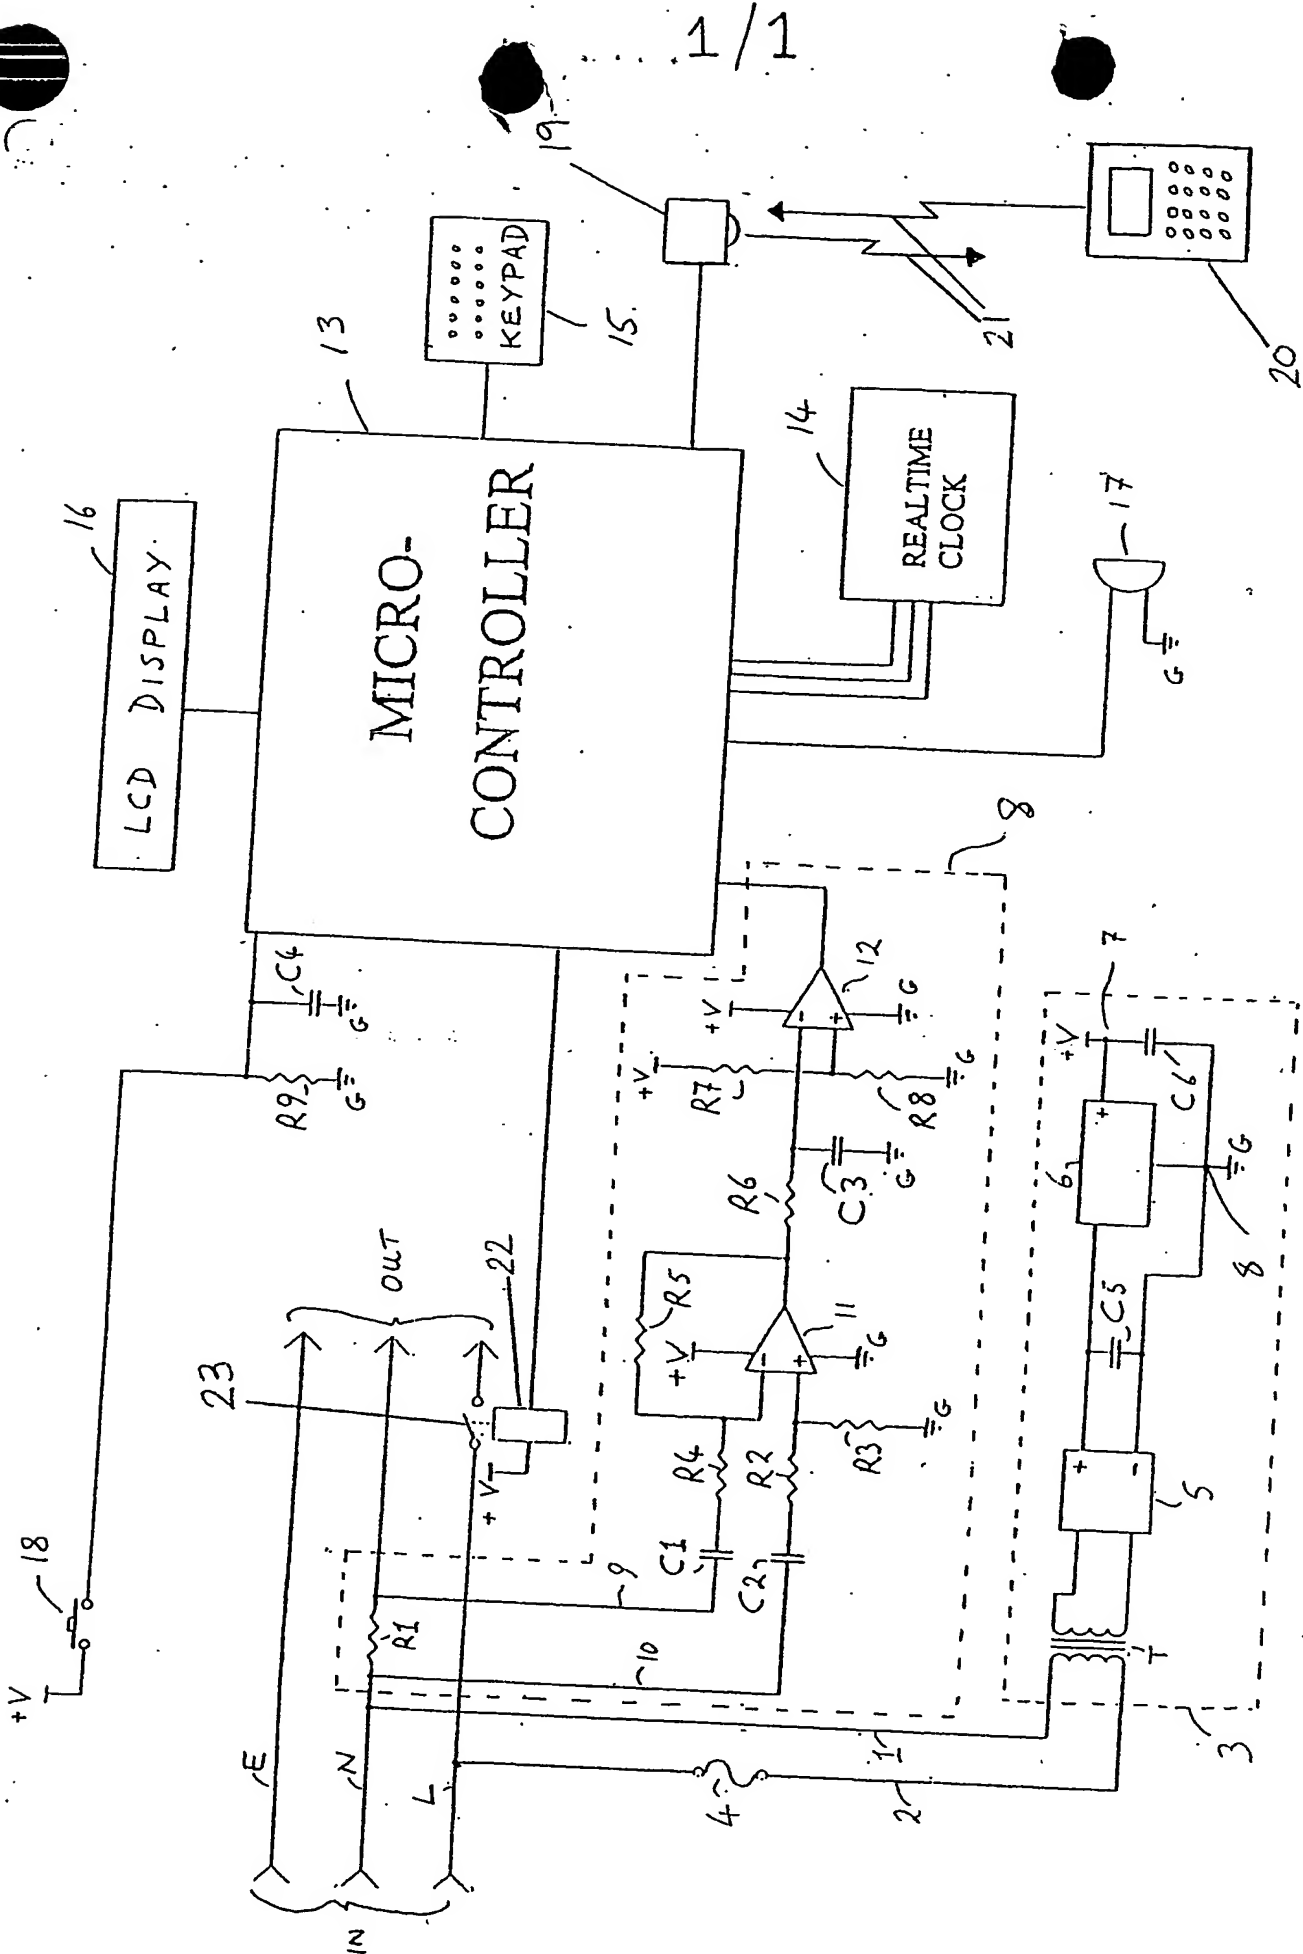 1/1
16
LCD DISPLAY
13
KEYPAD
15
19
21
20
MICRO-
CONTROLLER
14
REALTIME
CLOCK
17
G
18
+V
R9
G
C4
G
23
OUT
22
+V
E
N
L
IN
R1
9
10
C1
C2
R4
R2
R3
G
R5
+V
11
G
R6
C3
G
+V
R7
R8
G
+V
12
G
8
1
2
4
3
T
5
+
-
C5
6
+
+V
7
C6
8
G
-
+
-
+